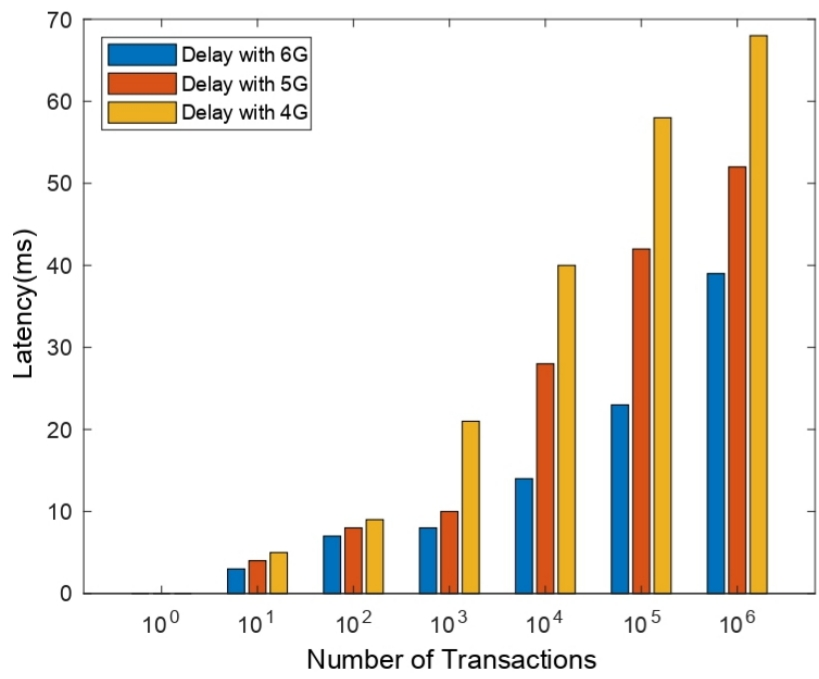 70
60
50
40
30
20
10
0
Delay with 6G
Delay with 5G
Delay with 4G
Latency(ms)
10^0 10^1 10^2 10^3 10^4 10^5 10^6
Number of Transactions